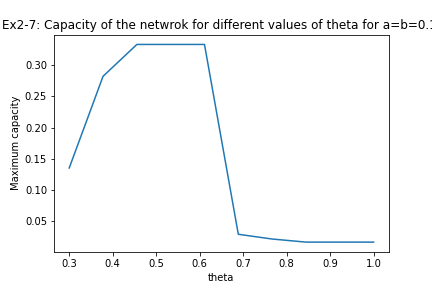 Ex2-7: Capacity of the netwrok for different values of theta for a=b=0.1
0.30
0.25
0.20
0.15
0.10
0.05
Maximum capacity
0.3 0.4 0.5 0.6 0.7 0.8 0.9 1.0
theta